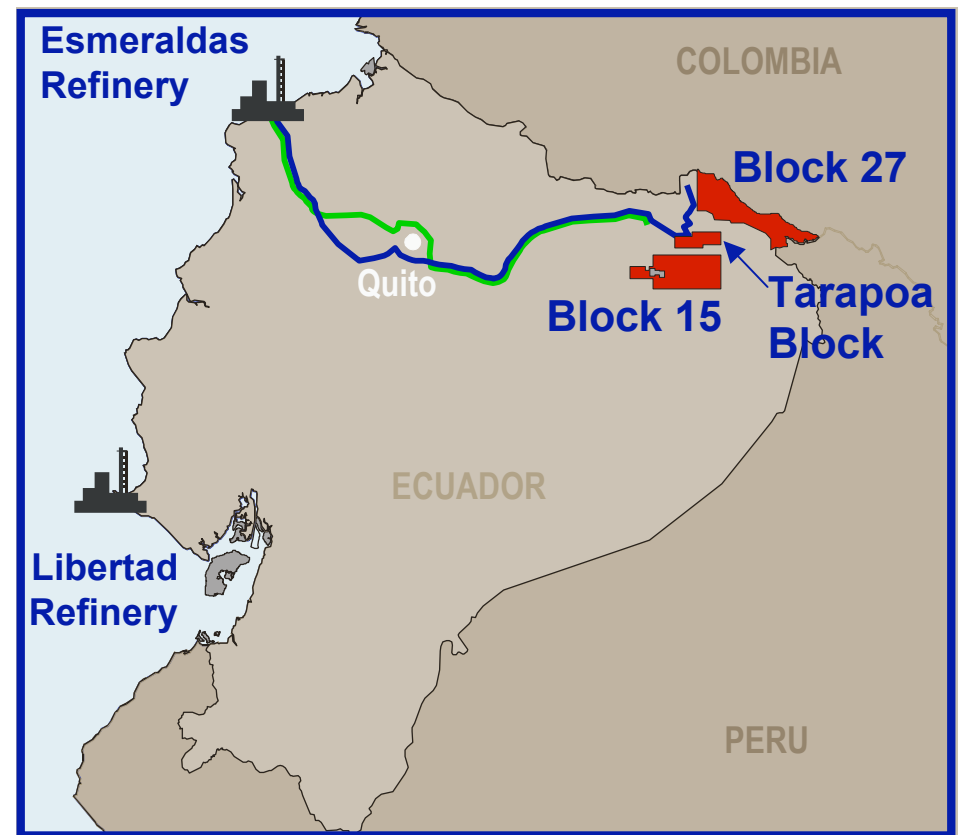 Esmeraldas
Refinery
COLOMBIA
Block 27
Quito
Block 15
Tarapoa
Block
ECUADOR
Libertad
Refinery
PERU